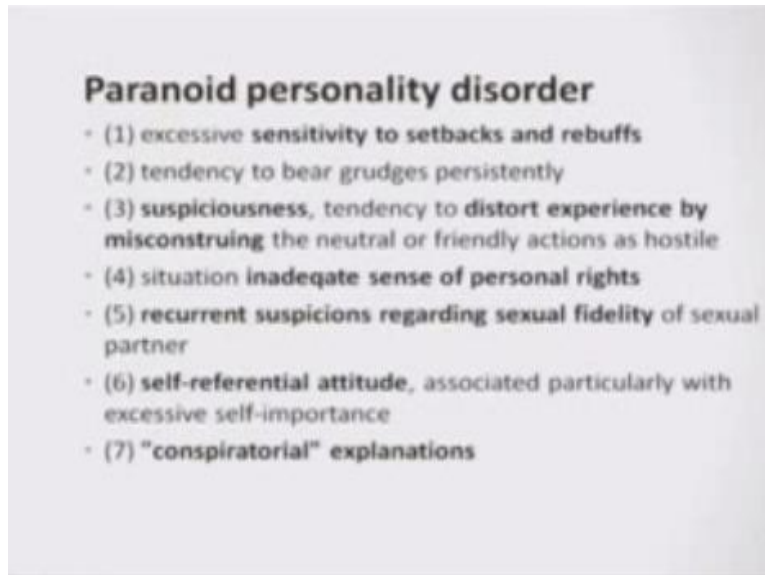 Paranoid personality disorder
· (1) excessive sensitivity to setbacks and rebuffs
· (2) tendency to bear grudges persistently
· (3) suspiciousness, tendency to distort experience by
misconstruing the neutral or friendly actions as hostile
· (4) situation inadeqate sense of personal rights
· (5) recurrent suspicions regarding sexual fidelity of sexual
partner
· (6) self-referential attitude, associated particularly with
excessive self-importance
· (7) "conspiratorial" explanations